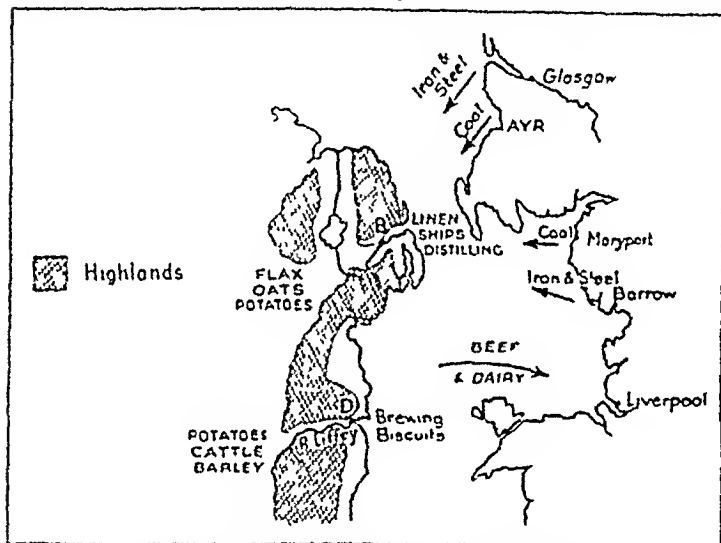 Iron & Steel
Glasgow
Coal
AYR
B
LINEN
SHIPS
DISTILLING
Coal
Maryport
Highlands
FLAX
OATS
POTATOES
Iron & Steel
Barrow
BEEF
& DAIRY
Liverpool
D
Brewing
Biscuits
POTATOES
CATTLE
BARLEY
R Liffey